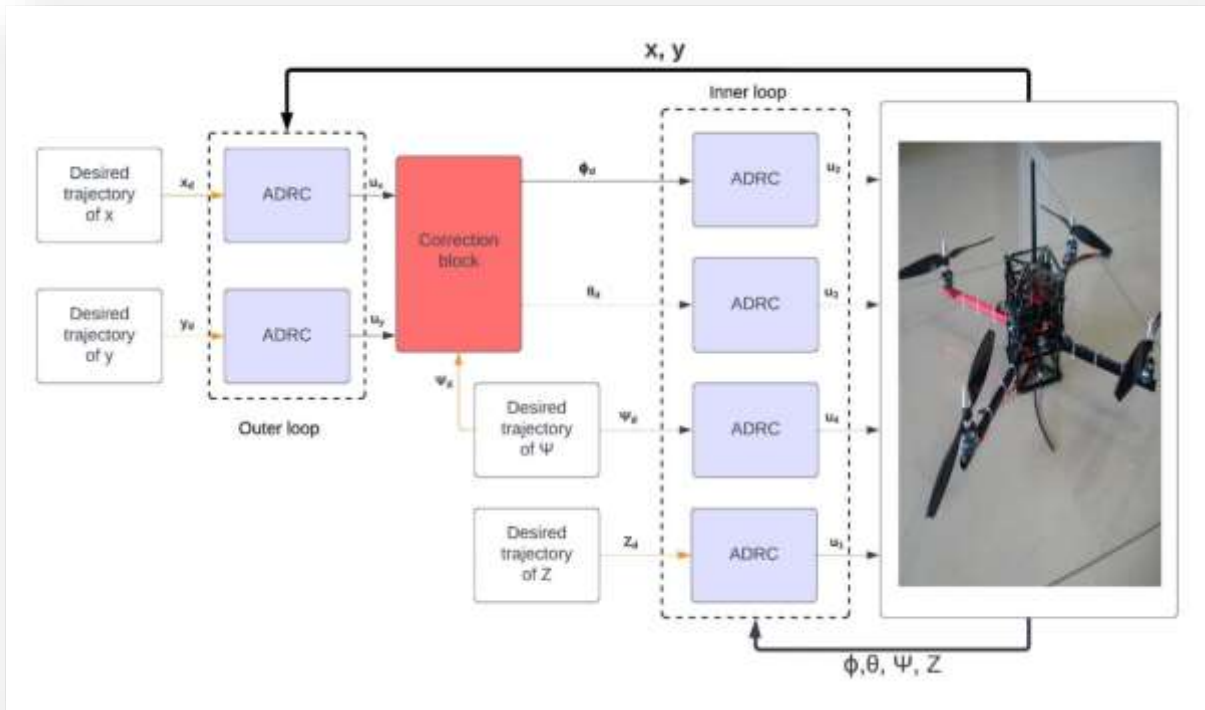 x, y
Inner loop
Desired
trajectory
of x
xd
ADRC
ux
Correction
block
ϕd
ADRC
u2
Desired
trajectory
of y
yd
ADRC
uy
θd
ADRC
u3
Outer loop
Ψd
Desired
trajectory
of Ψ
Ψd
ADRC
u4
Desired
trajectory
of Z
Zd
ADRC
u1
ϕ,θ, Ψ, Z